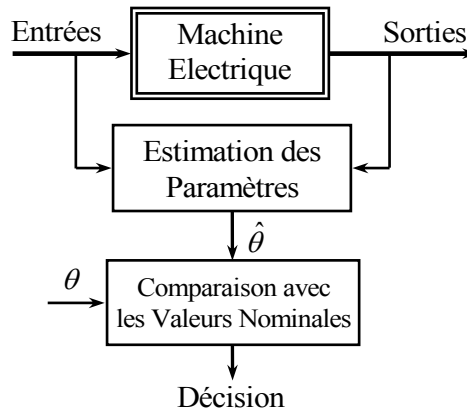 Entrées
Machine
Electrique
Sorties
Estimation des
Paramètres
θ̂
θ
Comparaison avec
les Valeurs Nominales
Décision